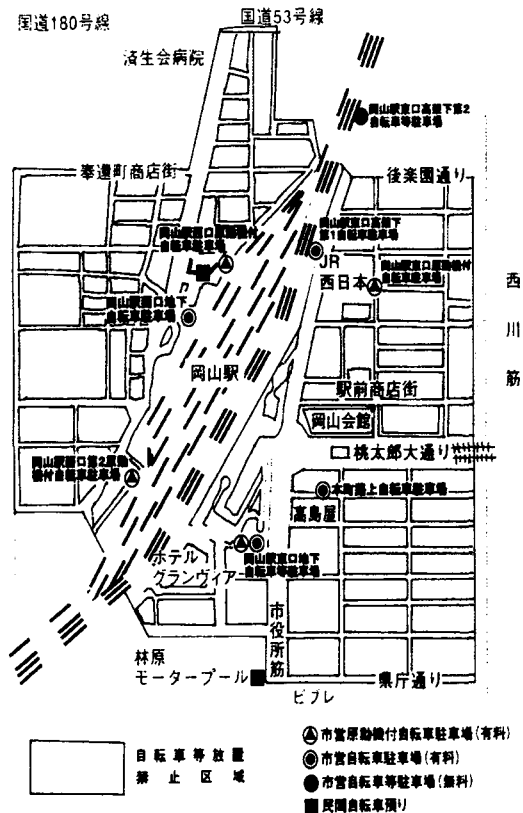 国道180号線
国道53号線
済生会病院
岡山駅東口高架下第2
自転車等駐車場
奉還町商店街
後楽園通り
岡山駅西口原動機付
自転車駐車場
岡山駅東口高架下
第1自転車駐車場
JR
西日本
岡山駅東口原動機付
自転車駐車場
西川筋
岡山駅西口地下
自転車駐車場
岡山駅
駅前商店街
岡山会館
桃太郎大通り
岡山駅西口第2原動
機付自転車駐車場
本町路上自転車駐車場
高島屋
ホテル
グランヴィア
岡山駅東口地下
自転車等駐車場
市役所筋
林原
モータープール
県庁通り
ビブレ
自転車等放置
禁止区域
市営原動機付自転車駐車場(有料)
市営自転車駐車場(有料)
市営自転車等駐車場(無料)
民間自転車預り